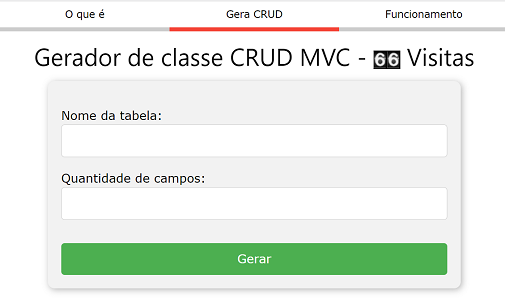 O que é
Gera CRUD
Funcionamento
Gerador de classe CRUD MVC - 66 Visitas
Nome da tabela:
Quantidade de campos:
Gerar